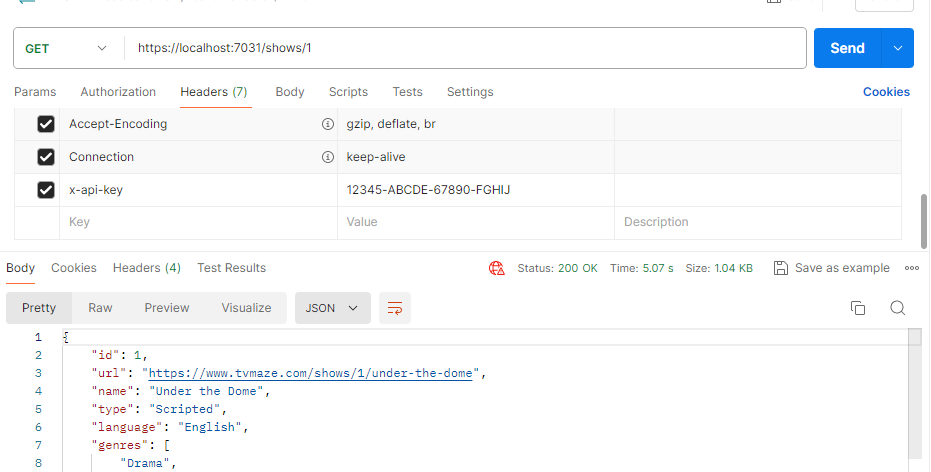 GET https://localhost:7031/shows/1 Send
Params Authorization Headers (7) Body Scripts Tests Settings Cookies
Accept-Encoding gzip, deflate, br
Connection keep-alive
x-api-key 12345-ABCDE-67890-FGHIJ
Key Value Description
Body Cookies Headers (4) Test Results Status: 200 OK Time: 5.07 s Size: 1.04 KB Save as example
Pretty Raw Preview Visualize JSON
1 {
2 "id": 1,
3 "url": "https://www.tvmaze.com/shows/1/under-the-dome",
4 "name": "Under the Dome",
5 "type": "Scripted",
6 "language": "English",
7 "genres": [
8 "Drama",